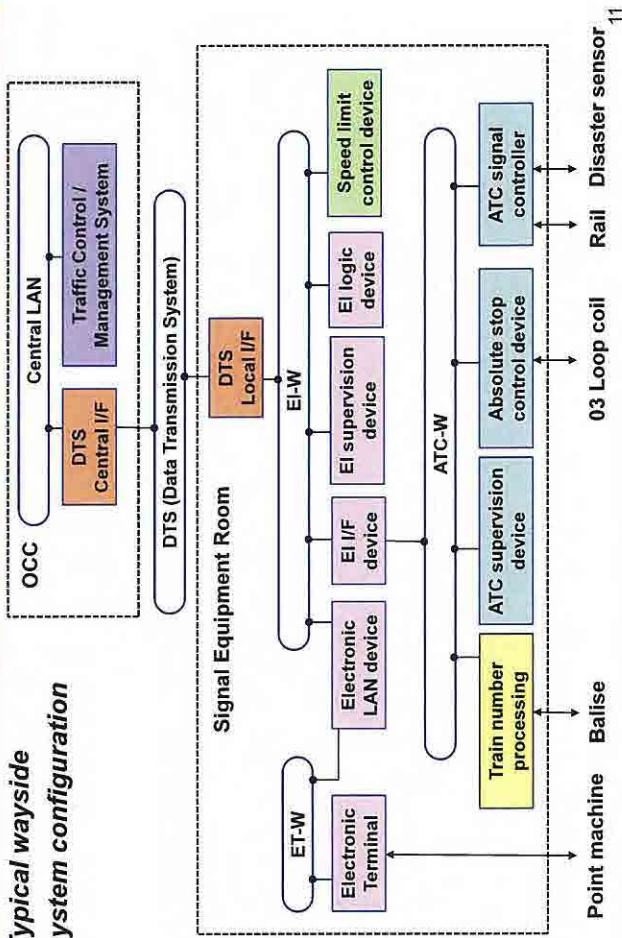 ypical wayside
ystem configuration
OCC
Central LAN
DTS
Central I/F
Traffic Control /
Management System
DTS (Data Transmission System)
Signal Equipment Room
DTS
Local I/F
EI-W
ET-W
Electronic
Terminal
Electronic
LAN device
EI I/F
device
EI supervision
device
EI logic
device
Speed limit
control device
ATC-W
Train number
processing
ATC supervision
device
Absolute stop
control device
ATC signal
controller
Point machine
Balise
03 Loop coil
Rail
Disaster sensor
11